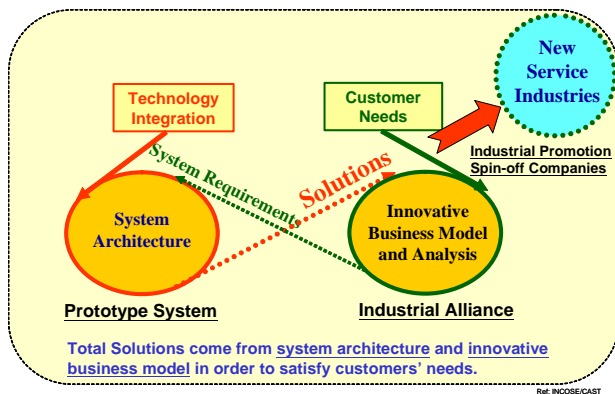 New
Service
Industries
Technology
Integration
Customer
Needs
Industrial Promotion
Spin-off Companies
System Requirements
Solutions
System
Architecture
Innovative
Business Model
and Analysis
Prototype System
Industrial Alliance
Total Solutions come from system architecture and innovative
business model in order to satisfy customers' needs.
Ref: INCOSE/CAST